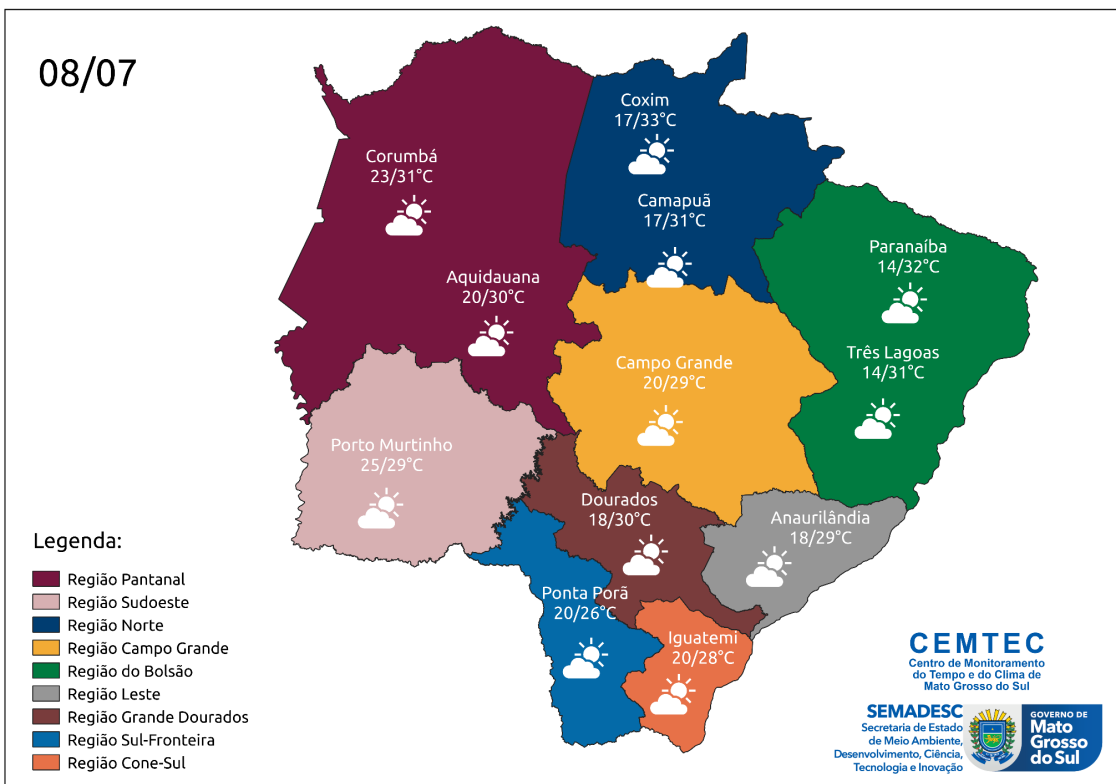 08/07
Coxim
17/33°C
Corumbá
23/31°C
Camapuã
17/31°C
Paranaíba
14/32°C
Aquidauana
20/30°C
Três Lagoas
14/31°C
Campo Grande
20/29°C
Porto Murtinho
25/29°C
Dourados
18/30°C
Anaurilândia
18/29°C
Ponta Porã
20/26°C
Iguatemi
20/28°C
Legenda:
Região Pantanal
Região Sudoeste
Região Norte
Região Campo Grande
Região do Bolsão
Região Leste
Região Grande Dourados
Região Sul-Fronteira
Região Cone-Sul
CEMTEC
Centro de Monitoramento
do Tempo e do Clima de
Mato Grosso do Sul
SEMADESC
Secretaria de Estado
de Meio Ambiente,
Desenvolvimento, Ciência,
Tecnologia e Inovação
GOVERNO DE
Mato
Grosso
do Sul